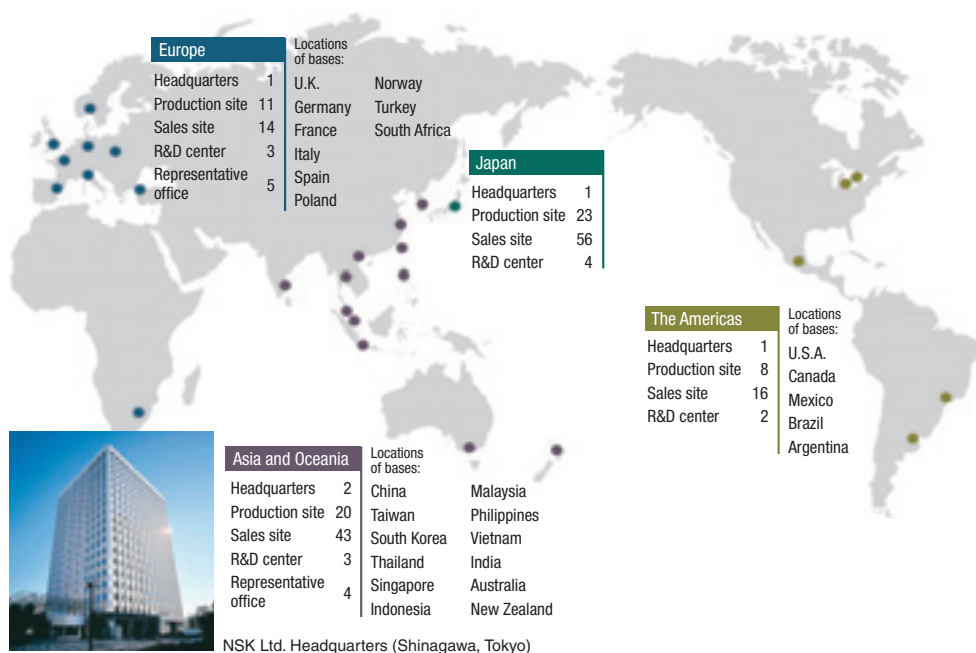 Europe
Headquarters 1
Production site 11
Sales site 14
R&D center 3
Representative
office 5
Locations
of bases:
U.K. Norway
Germany Turkey
France South Africa
Italy
Spain
Poland
Japan
Headquarters 1
Production site 23
Sales site 56
R&D center 4
The Americas
Headquarters 1
Production site 8
Sales site 16
R&D center 2
Locations
of bases:
U.S.A.
Canada
Mexico
Brazil
Argentina
Asia and Oceania
Headquarters 2
Production site 20
Sales site 43
R&D center 3
Representative
office 4
Locations
of bases:
China Malaysia
Taiwan Philippines
South Korea Vietnam
Thailand India
Singapore Australia
Indonesia New Zealand
NSK Ltd. Headquarters (Shinagawa, Tokyo)